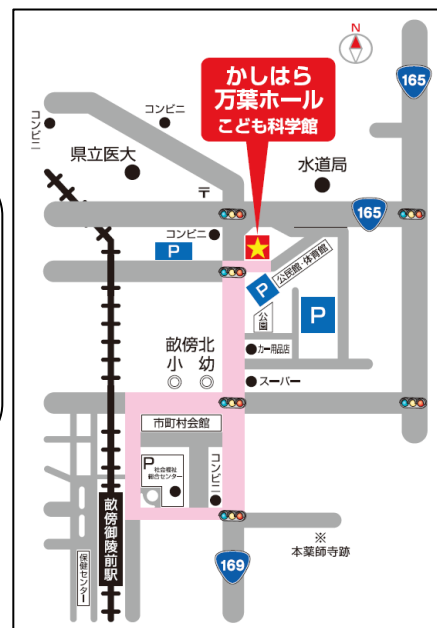 N
165
かしはら
万葉ホール
こども科学館
コンビニ
コンビニ
県立医大
水道局
〒
165
コンビニ
P
P
公民館・体育館
P
公園
畝傍北
小 幼
カー用品店
スーパー
市町村会館
P
社会福祉
総合センター
コンビニ
畝傍御陵前駅
保健センター
169
※
本薬師寺跡